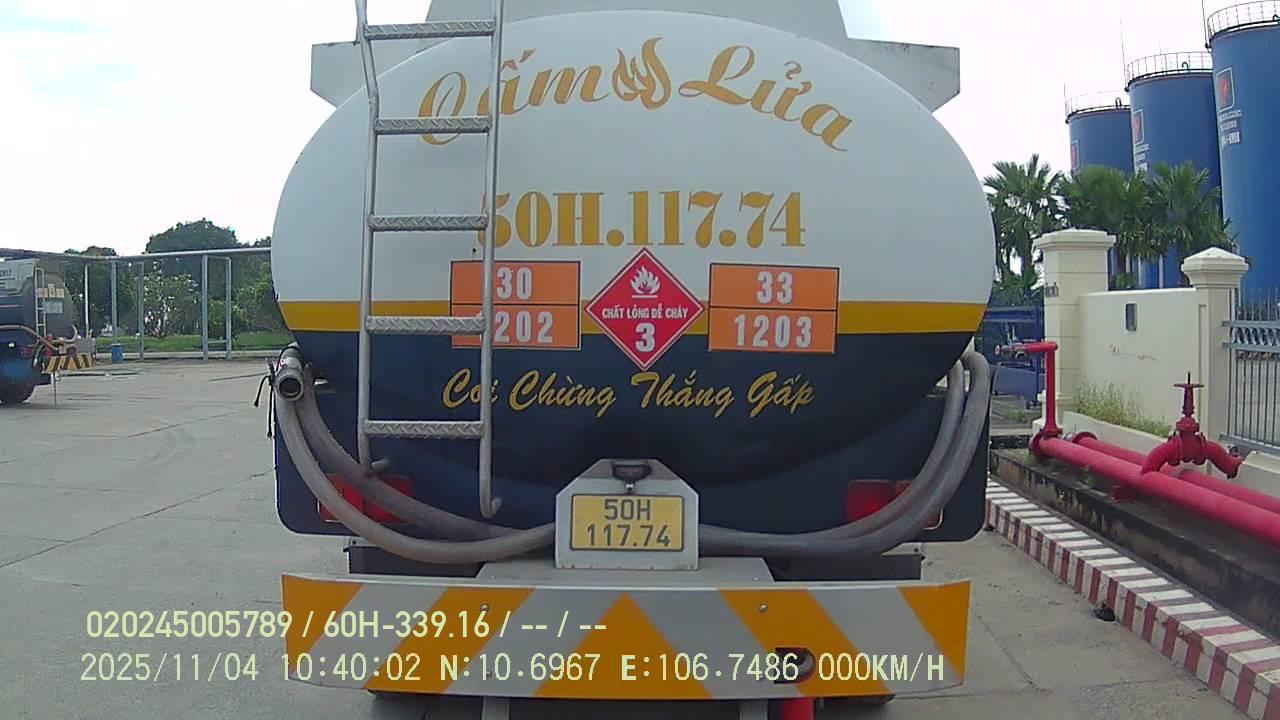 Cấm Lửa
50H.117.74
30
1202
CHẤT LỎNG DỄ CHÁY
3
33
1203
Coi Chừng Thắng Gấp
50H
117.74
020245005789 / 60H-339.16 / -- / --
2025/11/04 10:40:02 N:10.6967 E:106.7486 000KM/H